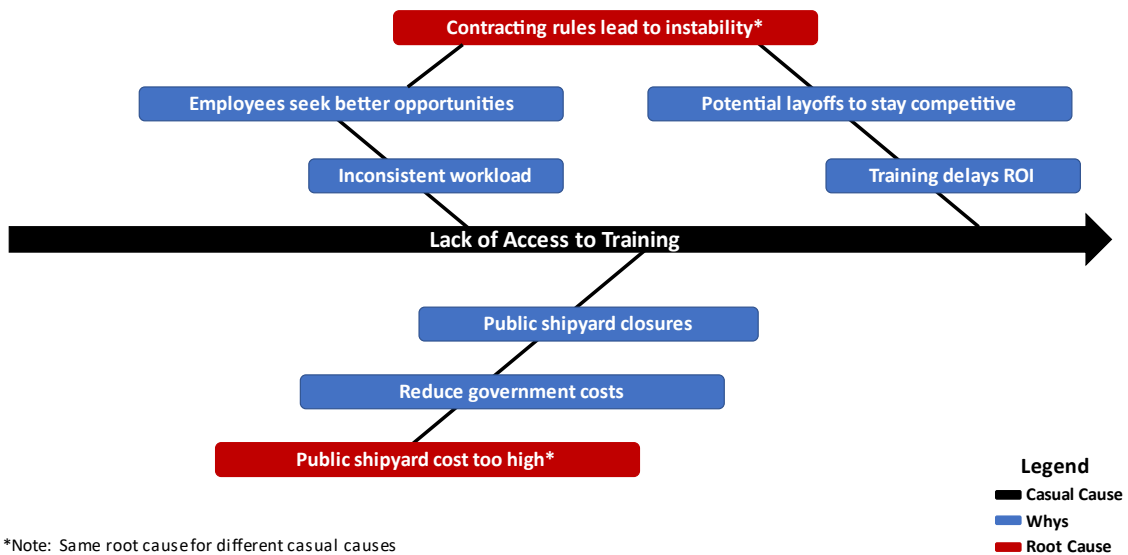 Contracting rules lead to instability*
Employees seek better opportunities
Potential layoffs to stay competitive
Inconsistent workload
Training delays ROI
Lack of Access to Training
Public shipyard closures
Reduce government costs
Public shipyard cost too high*
Legend
Casual Cause
Whys
Root Cause
*Note: Same root cause for different casual causes